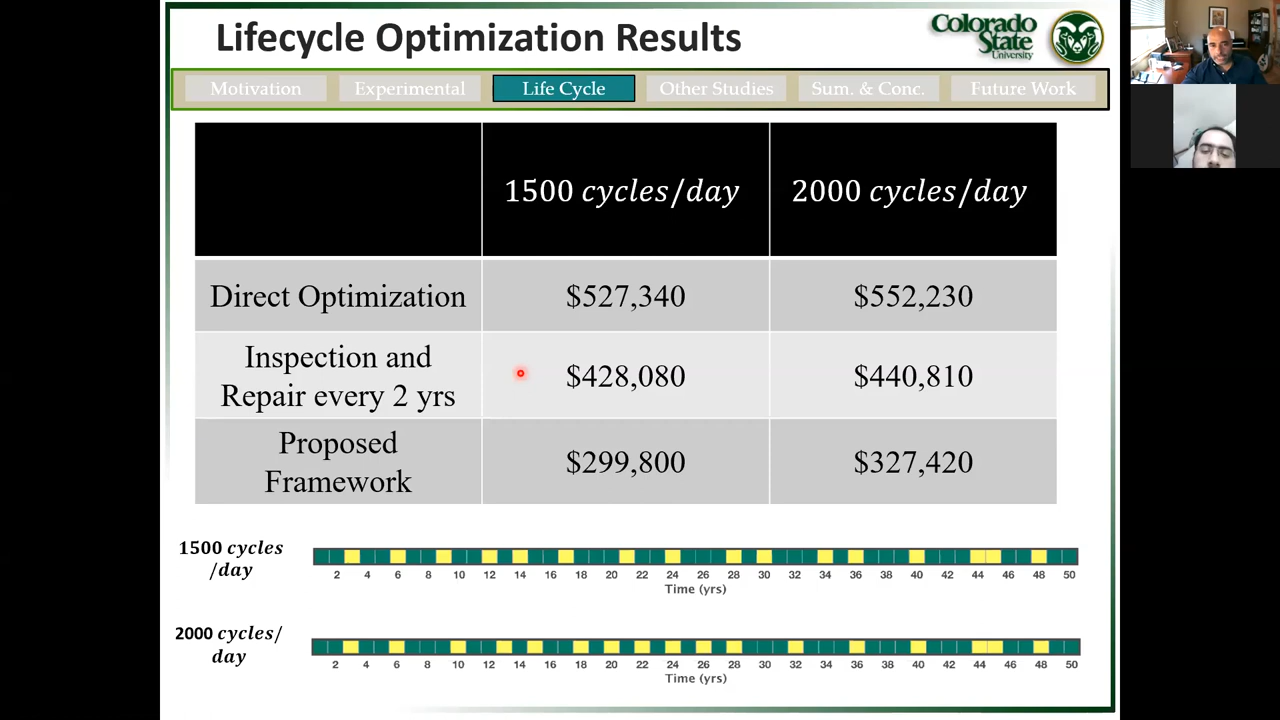 Lifecycle Optimization Results
Colorado
State
University
Motivation
Experimental
Life Cycle
Other Studies
Sum. & Conc.
Future Work
1500 cycles/day
2000 cycles/day
Direct Optimization
$527,340
$552,230
Inspection and
Repair every 2 yrs
$428,080
$440,810
Proposed
Framework
$299,800
$327,420
1500 cycles
/day
2 4 6 8 10 12 14 16 18 20 22 24 26 28 30 32 34 36 38 40 42 44 46 48 50
Time (yrs)
2000 cycles/
day
2 4 6 8 10 12 14 16 18 20 22 24 26 28 30 32 34 36 38 40 42 44 46 48 50
Time (yrs)